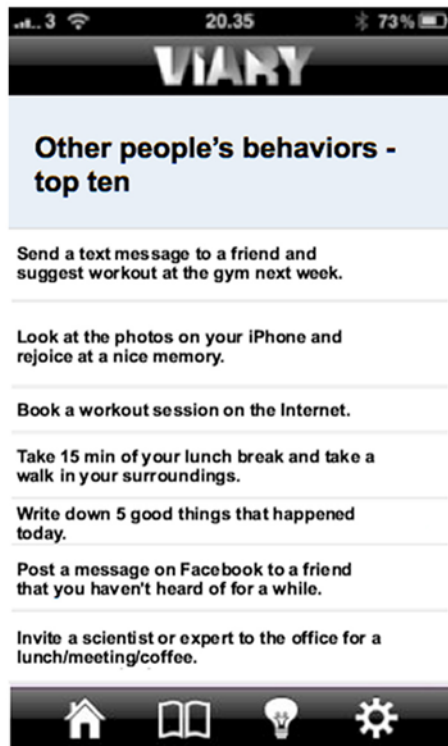 3 20.35 73%
VIARY
Other people's behaviors -
top ten
Send a text message to a friend and
suggest workout at the gym next week.
Look at the photos on your iPhone and
rejoice at a nice memory.
Book a workout session on the Internet.
Take 15 min of your lunch break and take a
walk in your surroundings.
Write down 5 good things that happened
today.
Post a message on Facebook to a friend
that you haven't heard of for a while.
Invite a scientist or expert to the office for a
lunch/meeting/coffee.